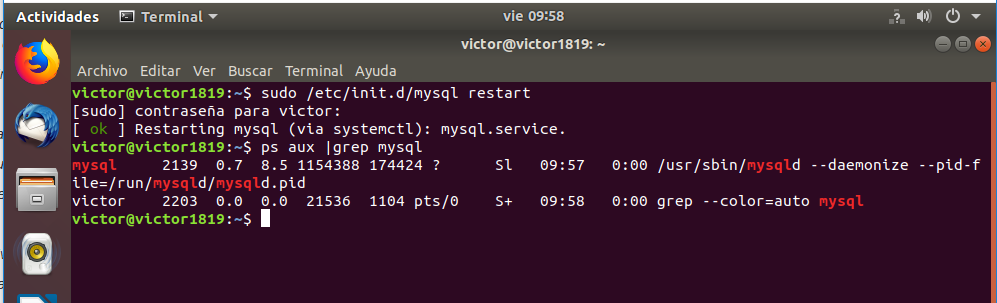 Actividades Terminal vie 09:58
victor@victor1819: ~
Archivo Editar Ver Buscar Terminal Ayuda
victor@victor1819:~$ sudo /etc/init.d/mysql restart
[sudo] contraseña para victor:
[ ok ] Restarting mysql (via systemctl): mysql.service.
victor@victor1819:~$ ps aux |grep mysql
mysql     2139  0.7  8.5 1154388 174424 ?      Sl   09:57   0:00 /usr/sbin/mysqld --daemonize --pid-f
ile=/run/mysqld/mysqld.pid
victor    2203  0.0  0.0  21536  1104 pts/0    S+   09:58   0:00 grep --color=auto mysql
victor@victor1819:~$